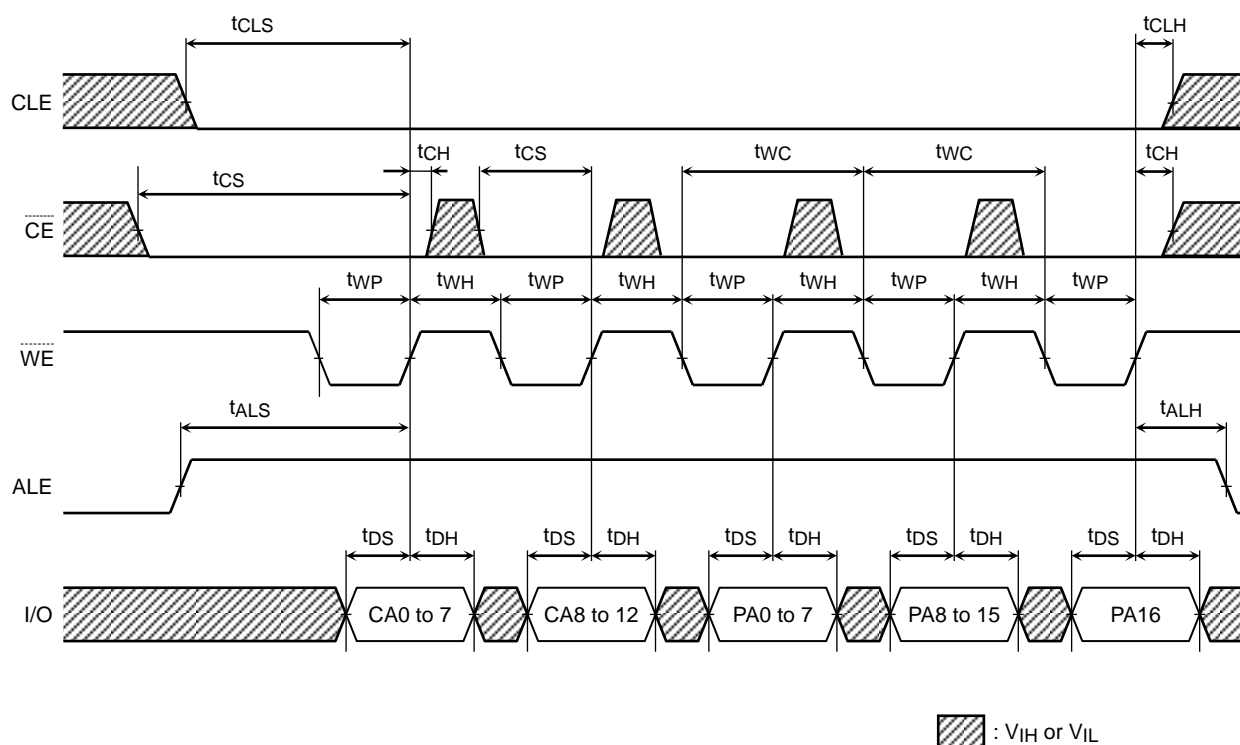 tCLS tCLH
CLE
tCH tCS tWC tWC tCH
tCS
CE
tWP tWH tWP tWH tWP tWH tWP tWH tWP
WE
tALS tALH
ALE
tDS tDH tDS tDH tDS tDH tDS tDH tDS tDH
I/O CA0 to 7 CA8 to 12 PA0 to 7 PA8 to 15 PA16
: VIH or VIL